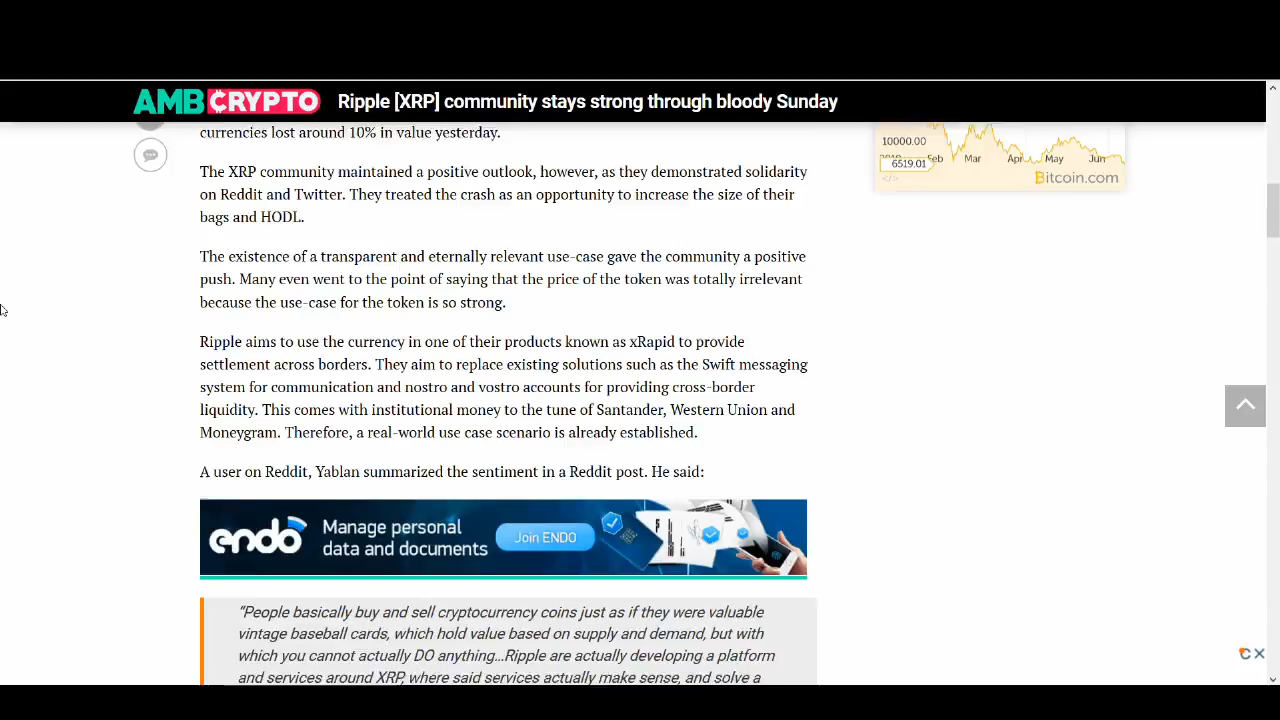 AMBCRYPTO
Ripple [XRP] community stays strong through bloody Sunday
currencies lost around 10% in value yesterday.
The XRP community maintained a positive outlook, however, as they demonstrated solidarity
on Reddit and Twitter. They treated the crash as an opportunity to increase the size of their
bags and HODL.
The existence of a transparent and eternally relevant use-case gave the community a positive
push. Many even went to the point of saying that the price of the token was totally irrelevant
because the use-case for the token is so strong.
Ripple aims to use the currency in one of their products known as xRapid to provide
settlement across borders. They aim to replace existing solutions such as the Swift messaging
system for communication and nostro and vostro accounts for providing cross-border
liquidity. This comes with institutional money to the tune of Santander, Western Union and
Moneygram. Therefore, a real-world use case scenario is already established.
A user on Reddit, Yablan summarized the sentiment in a Reddit post. He said:
endo
Manage personal
data and documents
Join ENDO
"People basically buy and sell cryptocurrency coins just as if they were valuable
vintage baseball cards, which hold value based on supply and demand, but with
which you cannot actually DO anything...Ripple are actually developing a platform
and services around XRP, where said services actually make sense, and solve a
10000.00
Feb Mar Apr May Jun
6519.01
Bitcoin.com